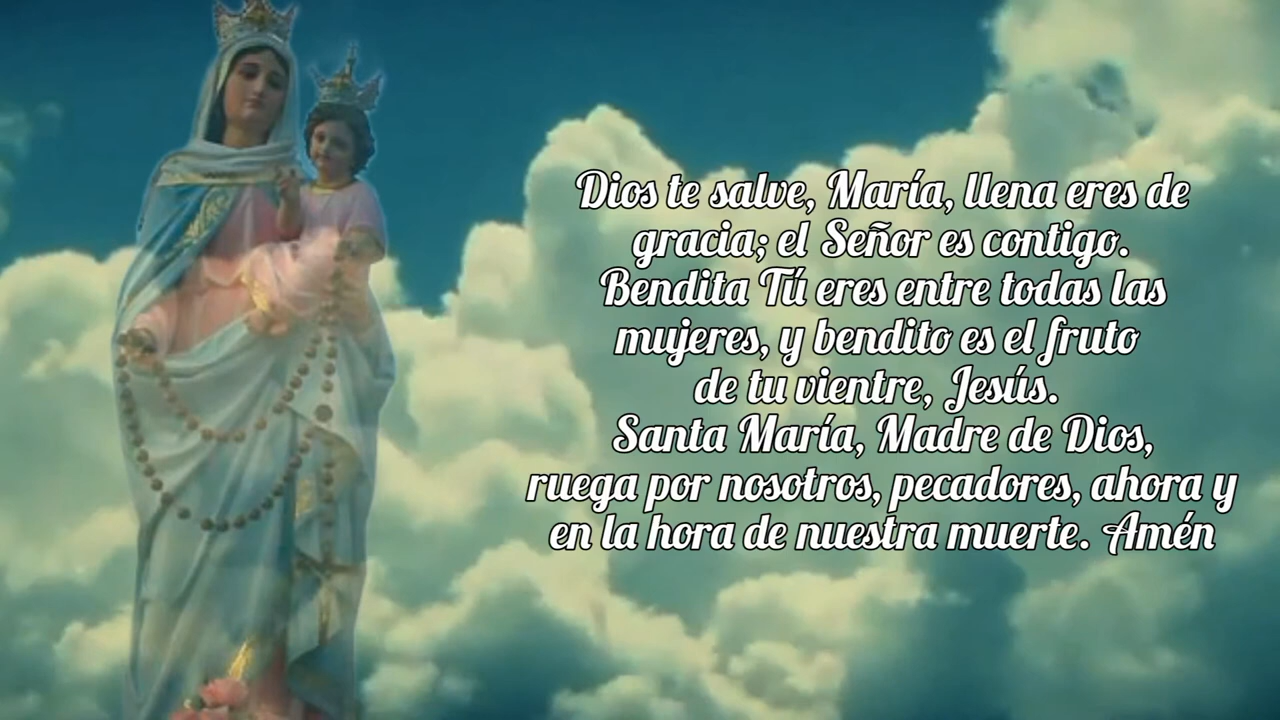 Dios te salve, María, llena eres de
gracia; el Señor es contigo.
Bendita Tú eres entre todas las
mujeres, y bendito es el fruto
de tu vientre, Jesús.
Santa María, Madre de Dios,
ruega por nosotros, pecadores, ahora y
en la hora de nuestra muerte. Amén